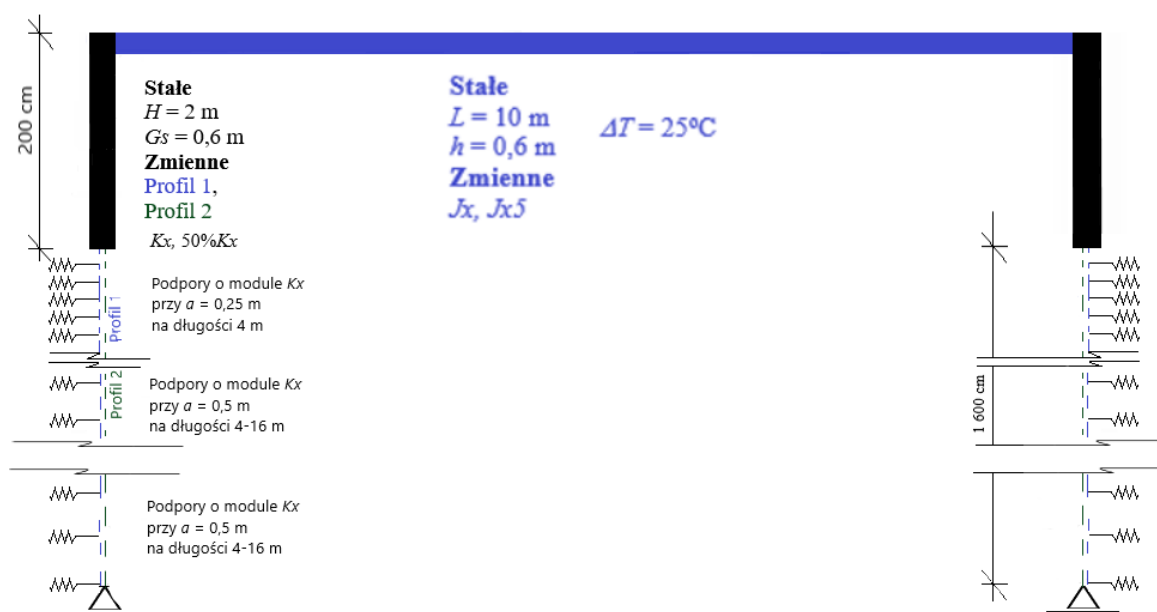 200 cm
Stałe
H = 2 m
Gs = 0,6 m
Zmienne
Profil 1,
Profil 2
Kx, 50%Kx
Stałe
L = 10 m
h = 0,6 m
Zmienne
Jx, Jx5
ΔT = 25⁰C
Profil 1
Podpory o module Kx
przy a = 0,25 m
na długości 4 m
Profil 2
Podpory o module Kx
przy a = 0,5 m
na długości 4-16 m
1 600 cm
Podpory o module Kx
przy a = 0,5 m
na długości 4-16 m